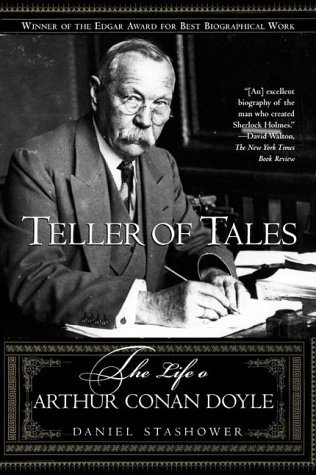 WINNER OF THE EDGAR AWARD FOR BEST BIOGRAPHICAL WORK
"[An] excellent
biography of the
man who created
Sherlock Holmes."
—David Walton,
The New York Times
Book Review
TELLER OF TALES
The Life o
ARTHUR CONAN DOYLE
DANIEL STASHOWER